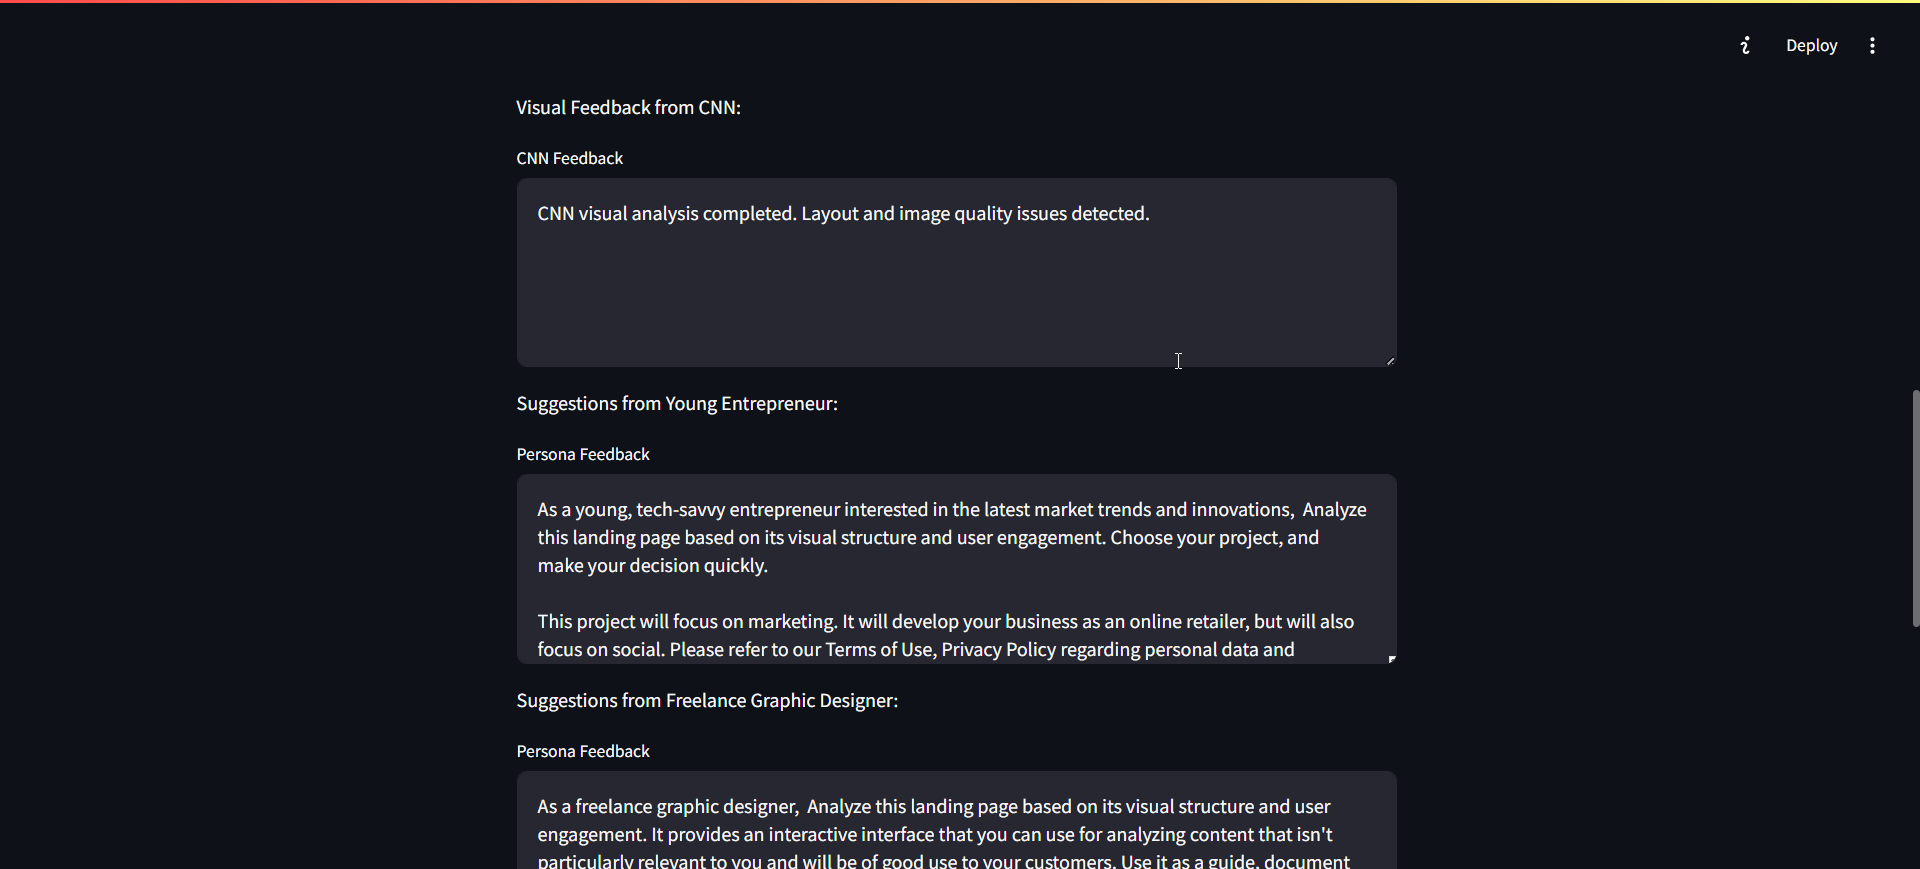 Deploy
Visual Feedback from CNN:
CNN Feedback
CNN visual analysis completed. Layout and image quality issues detected.
Suggestions from Young Entrepreneur:
Persona Feedback
As a young, tech-savvy entrepreneur interested in the latest market trends and innovations,  Analyze
this landing page based on its visual structure and user engagement. Choose your project, and
make your decision quickly.
This project will focus on marketing. It will develop your business as an online retailer, but will also
focus on social. Please refer to our Terms of Use, Privacy Policy regarding personal data and
Suggestions from Freelance Graphic Designer:
Persona Feedback
As a freelance graphic designer,  Analyze this landing page based on its visual structure and user
engagement. It provides an interactive interface that you can use for analyzing content that isn't
particularly relevant to you and will be of good use to your customers. Use it as a guide, document